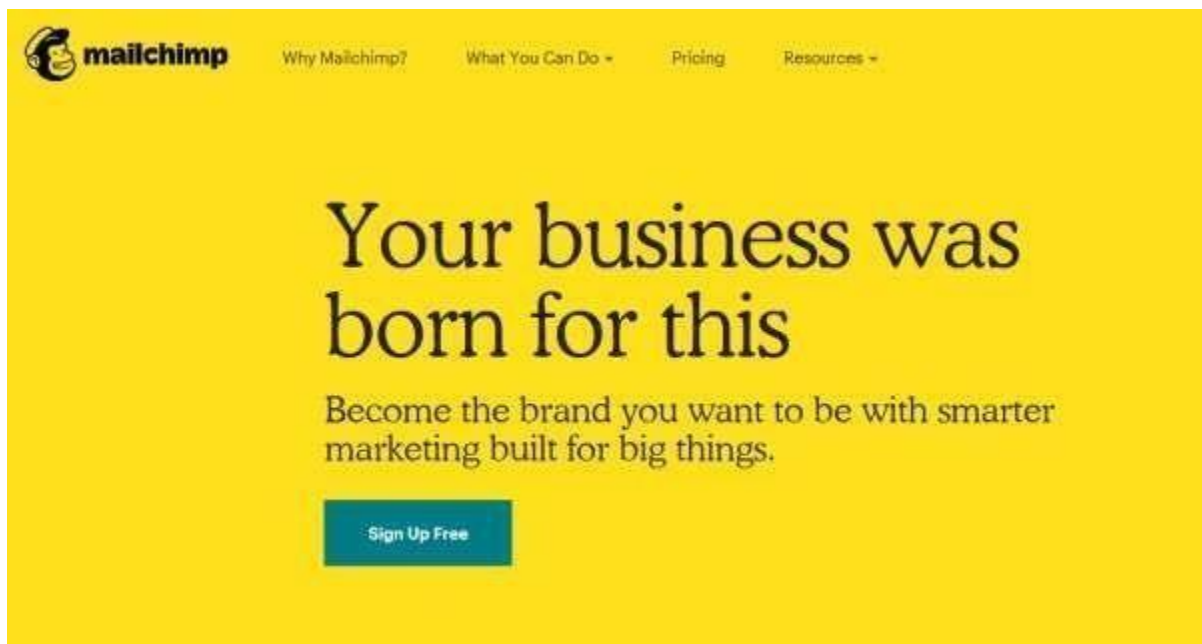 mailchimp Why Mailchimp? What You Can Do Pricing Resources
Your business was
born for this
Become the brand you want to be with smarter
marketing built for big things.
Sign Up Free